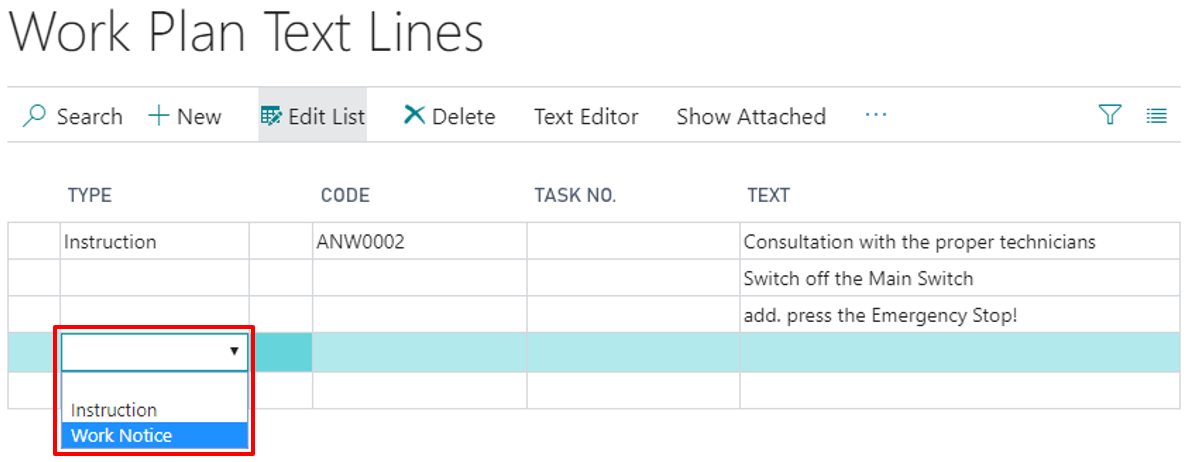 Work Plan Text Lines
Search New Edit List Delete Text Editor Show Attached ...
TYPE CODE TASK NO. TEXT
Instruction ANW0002 Consultation with the proper technicians
Switch off the Main Switch
add. press the Emergency Stop!
Instruction
Work Notice